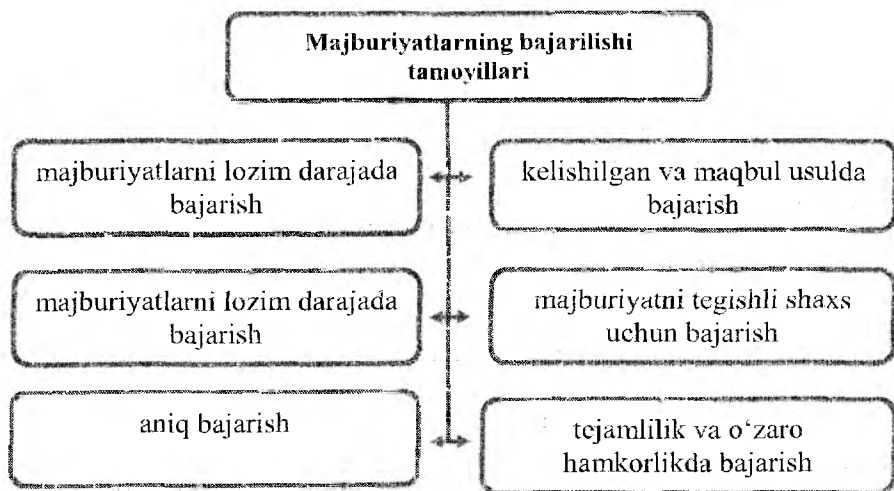 Majburiyatlarning bajarilishi
tamoyillari
majburiyatlarni lozim darajada
bajarish
kelishilgan va maqbul usulda
bajarish
majburiyatlarni lozim darajada
bajarish
majburiyatni tegishli shaxs
uchun bajarish
aniq bajarish
tejamlilik va o‘zaro
hamkorlikda bajarish